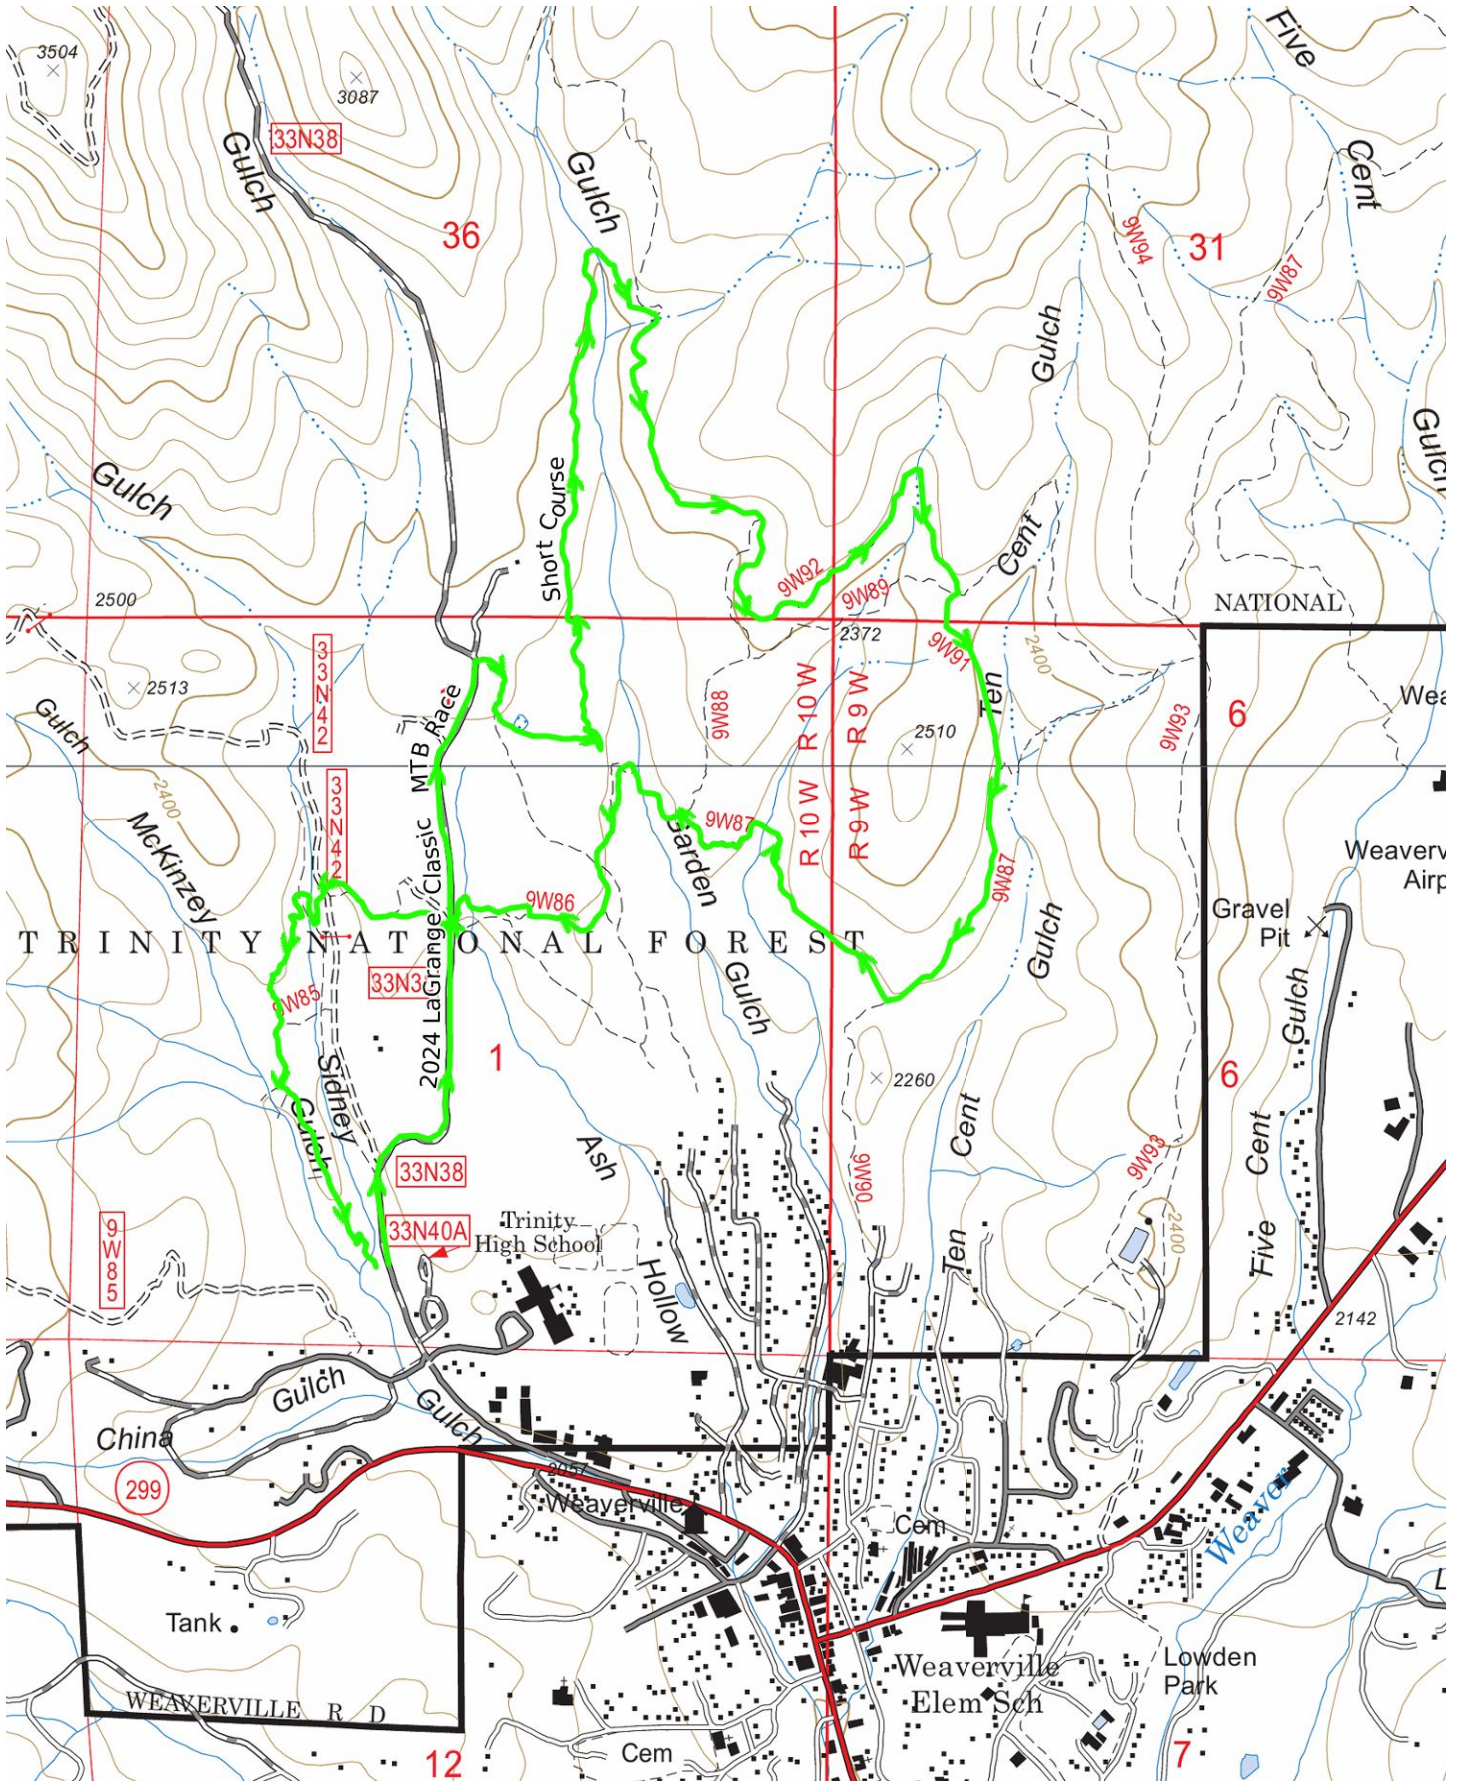 Five
3504
3087
33N38
Gulch
Gulch
Cent
36
9W94
31
9W87
Gulch
Gulch
Gulch
Short Course
Cent
9W92
9W89
2500
NATIONAL
2372
9W91
2400
33N42
2513
Gulch
MTB Race
9W88
R 10 W
R 9 W
Ten
9W93
6
Wea
2510
2400
33N42
McKinzey
2024 LaGrange Classic
9W87
Garden
R 10 W
R 9 W
9W87
Weaverv
Airp
9W86
Gravel
Pit
TRINITY NATIONAL FOREST
9W85
33N3
Gulch
Gulch
Gulch
1
Sidney
Gulch
2260
6
Cent
Cent
Ash
33N38
9W90
9W93
33N40A
Trinity
High School
2400
Ten
Five
9W85
Hollow
2142
Gulch
Gulch
China
299
2057
Weaverville
Cem
Weaver
L
Tank
Weaverville
Elem Sch
Lowden
Park
WEAVERVILLE R D
Cem
12
7